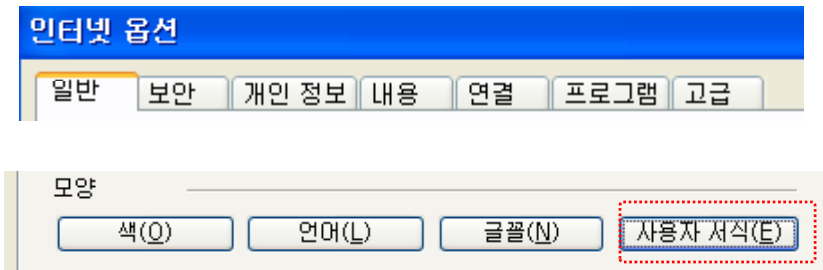 인터넷 옵션
일반 보안 개인 정보 내용 연결 프로그램 고급
모양
색(O) 언어(L) 글꼴(N) 사용자 서식(E)